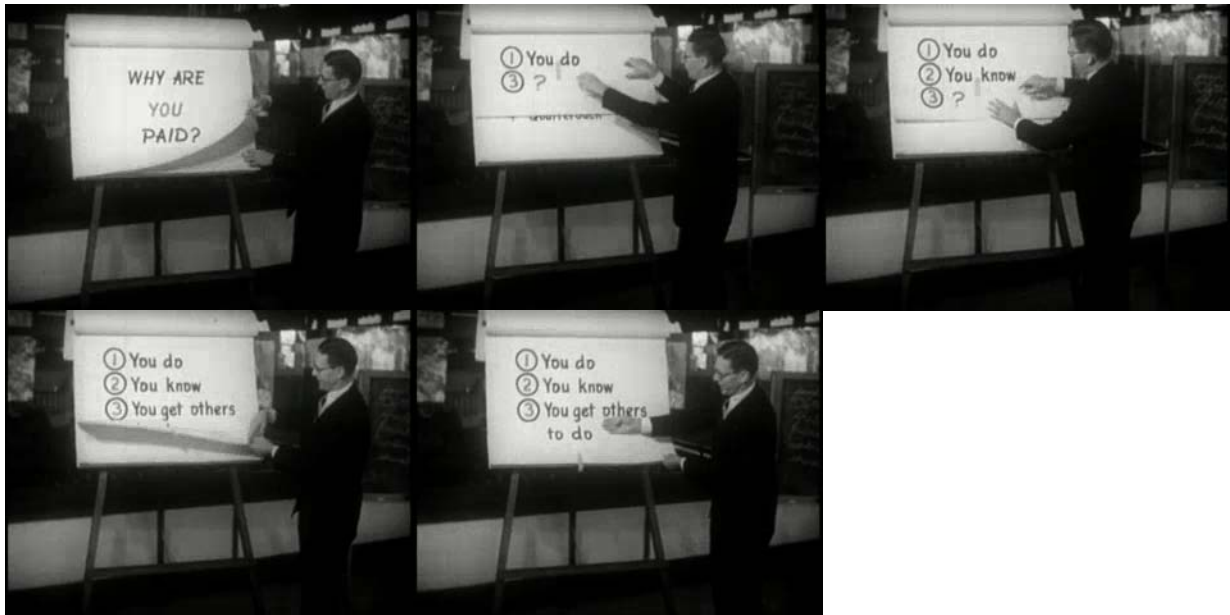 WHY ARE
YOU
PAID?
① You do
③ ?
① You do
② You know
③ ?
① You do
② You know
③ You get others
① You do
② You know
③ You get others
to do